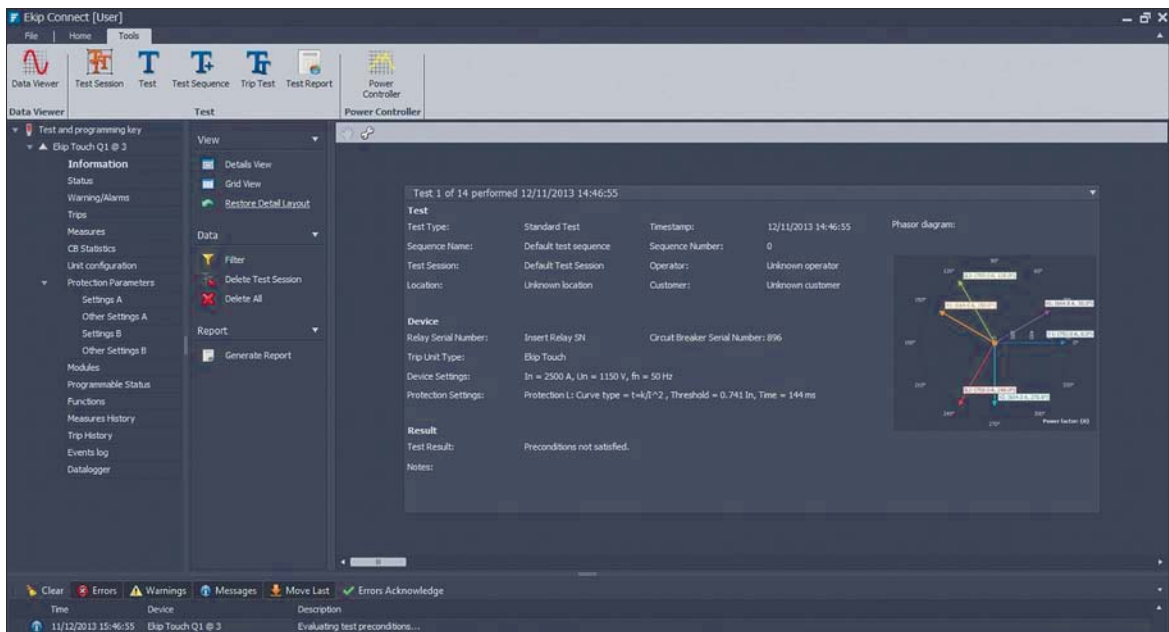 Ekip Connect [User]
File Home Tools
Data Viewer Test Session Test Test Sequence Trip Test Test Report Power Controller
Data Viewer Test Power Controller
Test and programming key
Ekip Touch Q1 @ 3
Information
Status
Warning/Alarms
Trips
Measures
CB Statistics
Unit configuration
Protection Parameters
Settings A
Other Settings A
Settings B
Other Settings B
Modules
Programmable Status
Functions
Measures History
Trip History
Events log
Datalogger
View
Details View
Grid View
Restore Detail Layout
Data
Filter
Delete Test Session
Delete All
Report
Generate Report
Test 1 of 14 performed 12/11/2013 14:46:55
Test
Test Type: Standard Test Timestamp: 12/11/2013 14:46:55
Sequence Name: Default test sequence Sequence Number: 0
Test Session: Default Test Session Operator: Unknown operator
Location: Unknown location Customer: Unknown customer
Device
Relay Serial Number: Insert Relay SN Circuit Breaker Serial Number: 896
Trip Unit Type: Ekip Touch
Device Settings: In = 2500 A, Un = 1150 V, fn = 50 Hz
Protection Settings: Protection L: Curve type = t=k/I^2 , Threshold = 0.741 In, Time = 144 ms
Result
Test Result: Preconditions not satisfied.
Notes:
Phasor diagram:
90°
240°
270°
300°
Power factor: (0)
Clear Errors Warnings Messages Move Last Errors Acknowledge
Time Device Description
11/12/2013 15:46:55 Ekip Touch Q1 @ 3 Evaluating test preconditions...